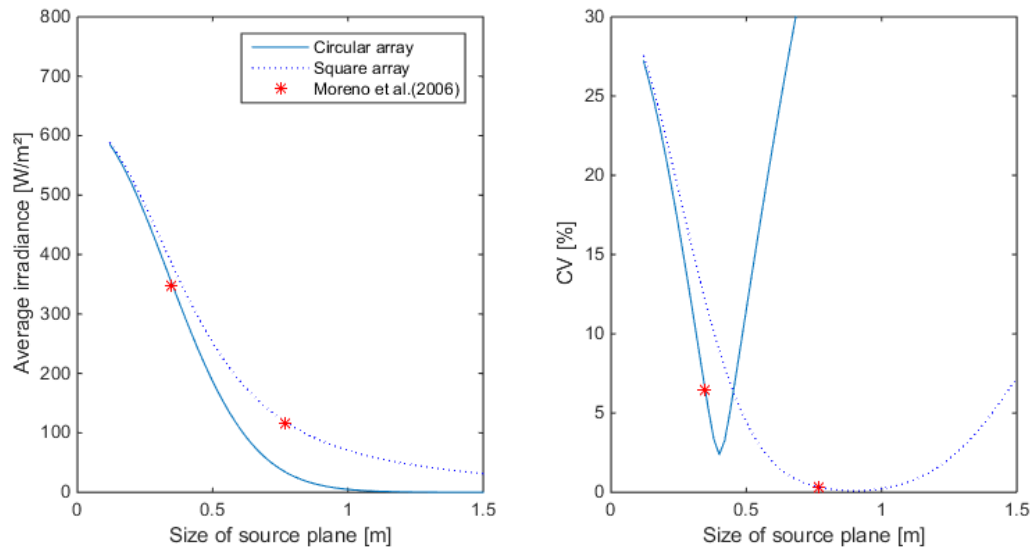 800
700
600
500
400
300
200
100
0
Average irradiance [W/m²]
Circular array
Square array
Moreno et al.(2006)
0 0.5 1 1.5
Size of source plane [m]
30
25
20
15
10
5
0
CV [%]
0 0.5 1 1.5
Size of source plane [m]